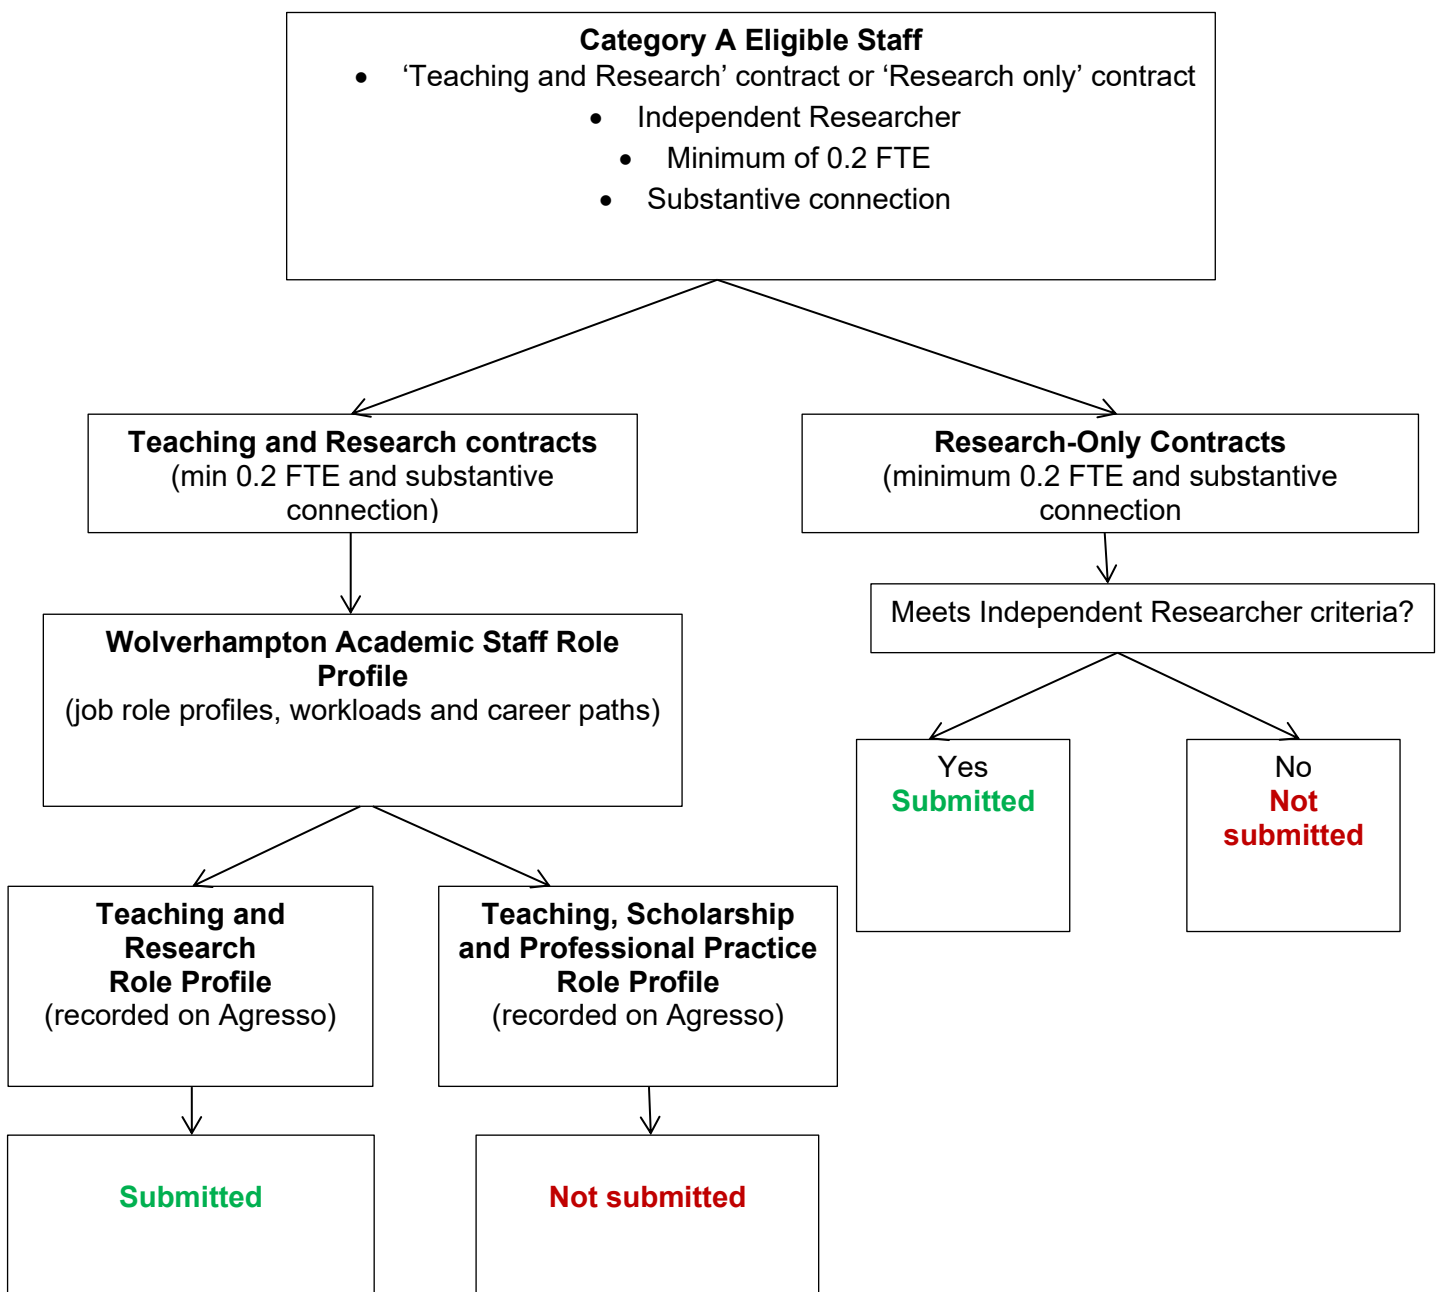 Category A Eligible Staff
• ‘Teaching and Research’ contract or ‘Research only’ contract
• Independent Researcher
• Minimum of 0.2 FTE
• Substantive connection
Teaching and Research contracts
(min 0.2 FTE and substantive
connection)
Research-Only Contracts
(minimum 0.2 FTE and substantive
connection
Meets Independent Researcher criteria?
Wolverhampton Academic Staff Role
Profile
(job role profiles, workloads and career paths)
Yes
Submitted
No
Not
submitted
Teaching and
Research
Role Profile
(recorded on Agresso)
Teaching, Scholarship
and Professional Practice
Role Profile
(recorded on Agresso)
Submitted
Not submitted